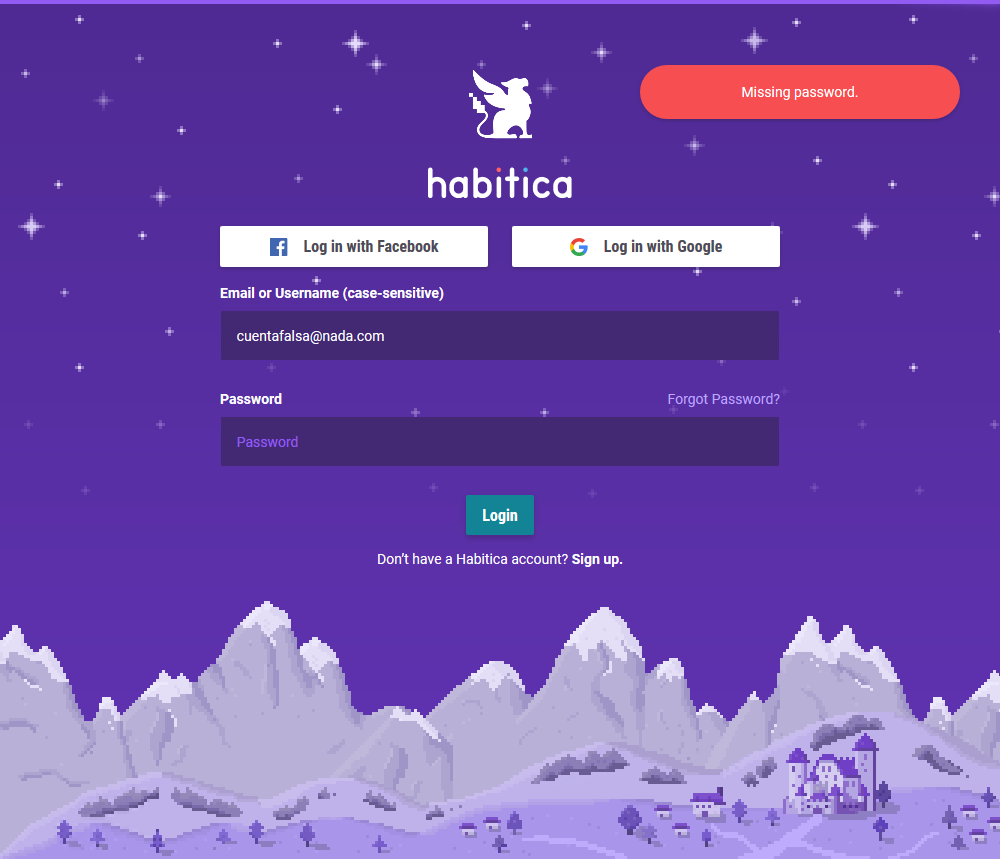 Missing password.
habitica
Log in with Facebook
Log in with Google
Email or Username (case-sensitive)
cuentafalsa@nada.com
Password
Forgot Password?
Password
Login
Don't have a Habitica account? Sign up.